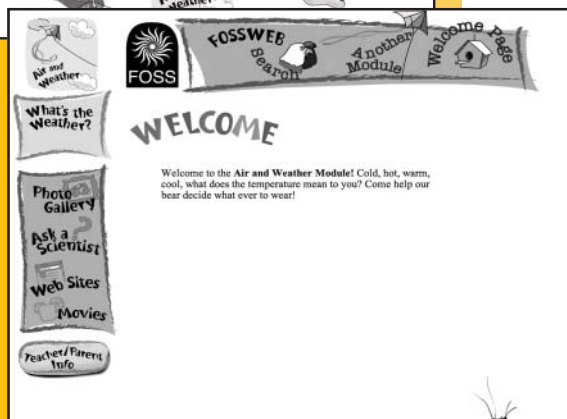 Weather?
FOSSWEB
Search
Another
Module
Welcome Page
Air and
Weather
FOSS
What's the
Weather?
WELCOME
Welcome to the Air and Weather Module! Cold, hot, warm,
cool, what does the temperature mean to you? Come help our
bear decide what ever to wear!
Photo
Gallery
Ask a
Scientist
Web Sites
Movies
Teacher/Parent
Info